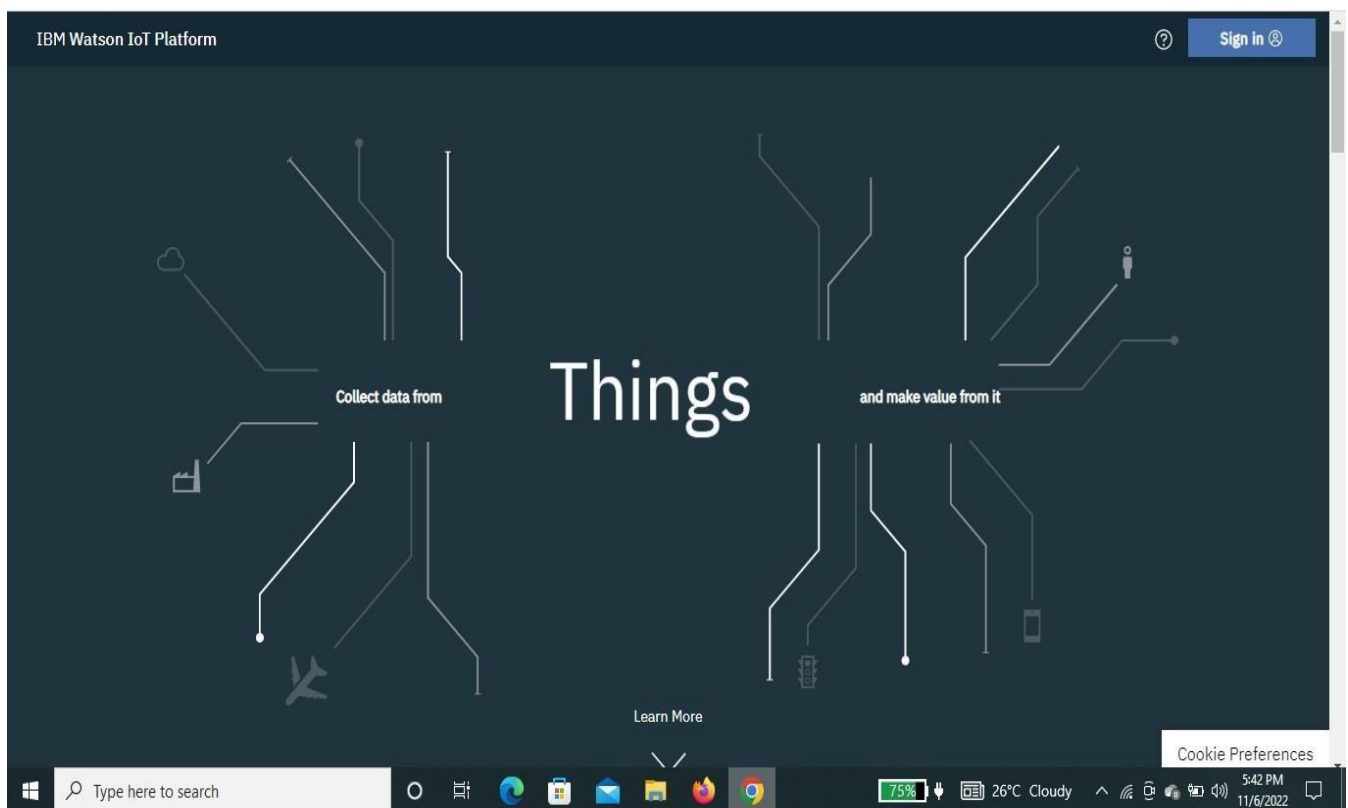 IBM Watson IoT Platform
Sign in
Collect data from
Things
and make value from it
Learn More
Cookie Preferences
Type here to search
75%
26°C Cloudy
5:42 PM
11/6/2022